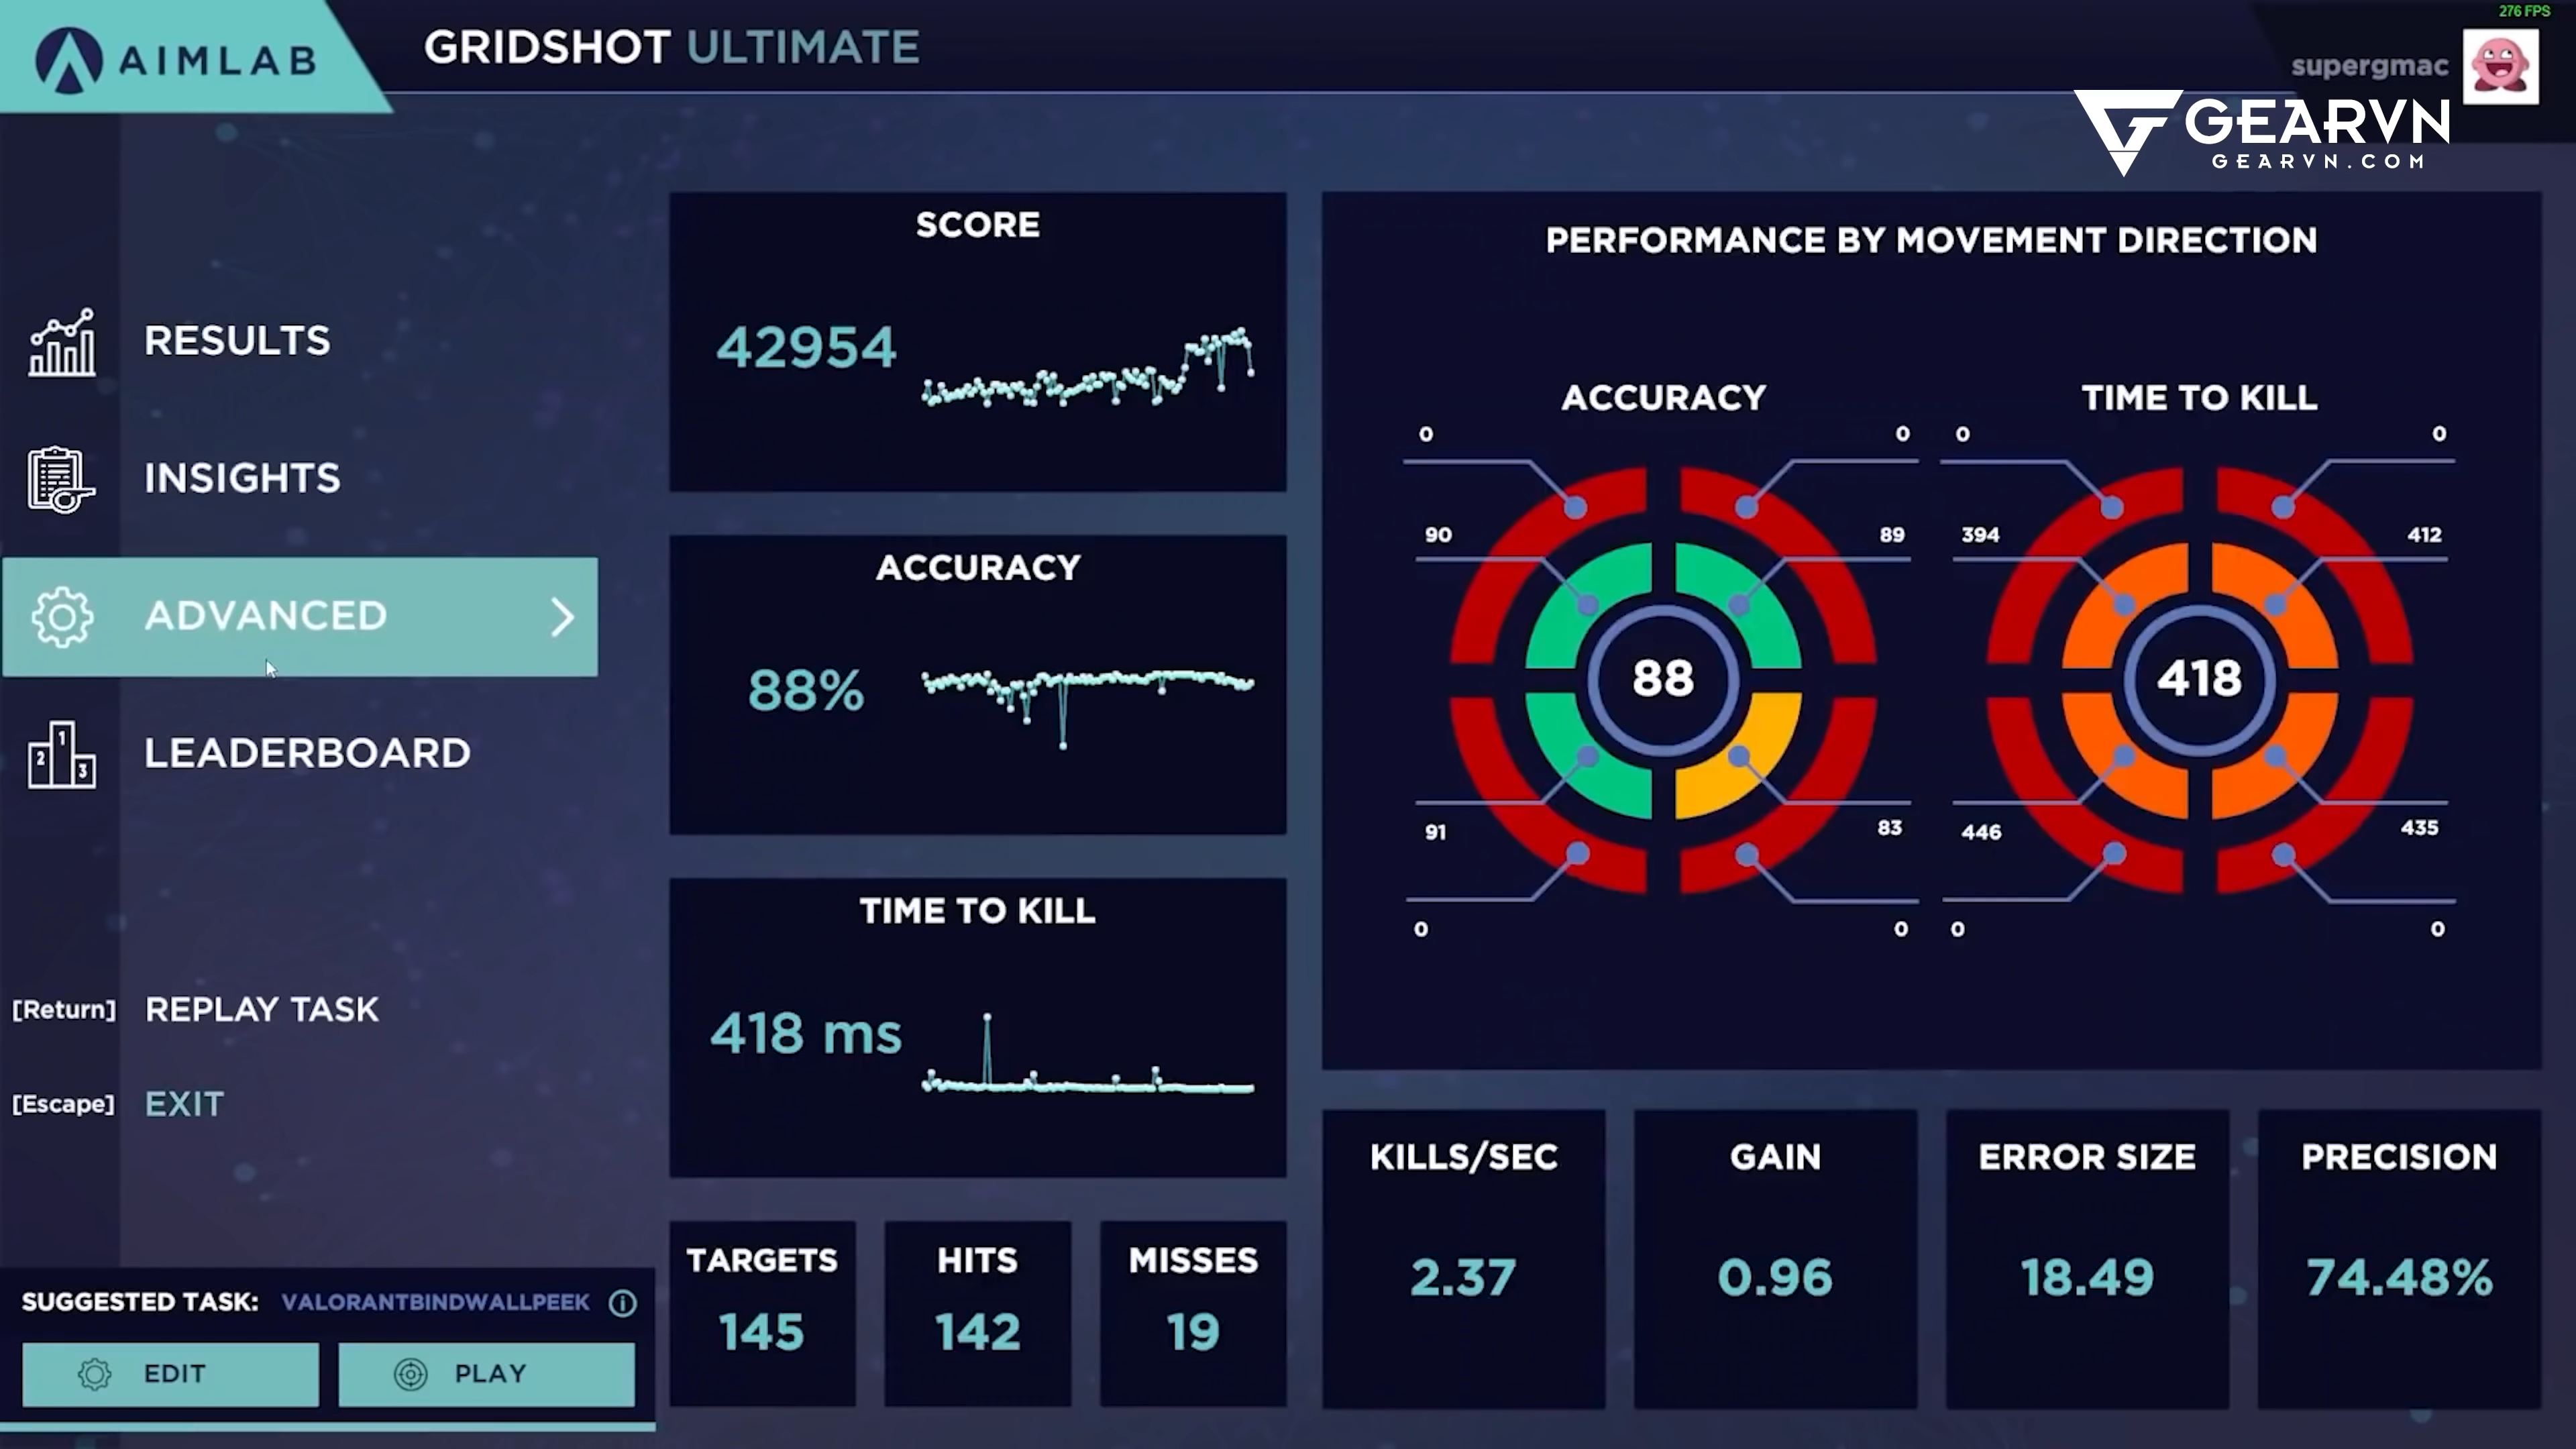 276 FPS
AIMLAB
GRIDSHOT ULTIMATE
supergmac
GEARVN
GEARVN.COM
RESULTS
INSIGHTS
ADVANCED
LEADERBOARD
1
2
3
[Return] REPLAY TASK
[Escape] EXIT
SUGGESTED TASK: VALORANTBINDWALLPEEK
EDIT
PLAY
SCORE
42954
ACCURACY
88%
TIME TO KILL
418 ms
TARGETS
145
HITS
142
MISSES
19
PERFORMANCE BY MOVEMENT DIRECTION
ACCURACY
0 0
90 89
88
91 83
0 0
TIME TO KILL
0 0
394 412
418
446 435
0 0
KILLS/SEC
2.37
GAIN
0.96
ERROR SIZE
18.49
PRECISION
74.48%